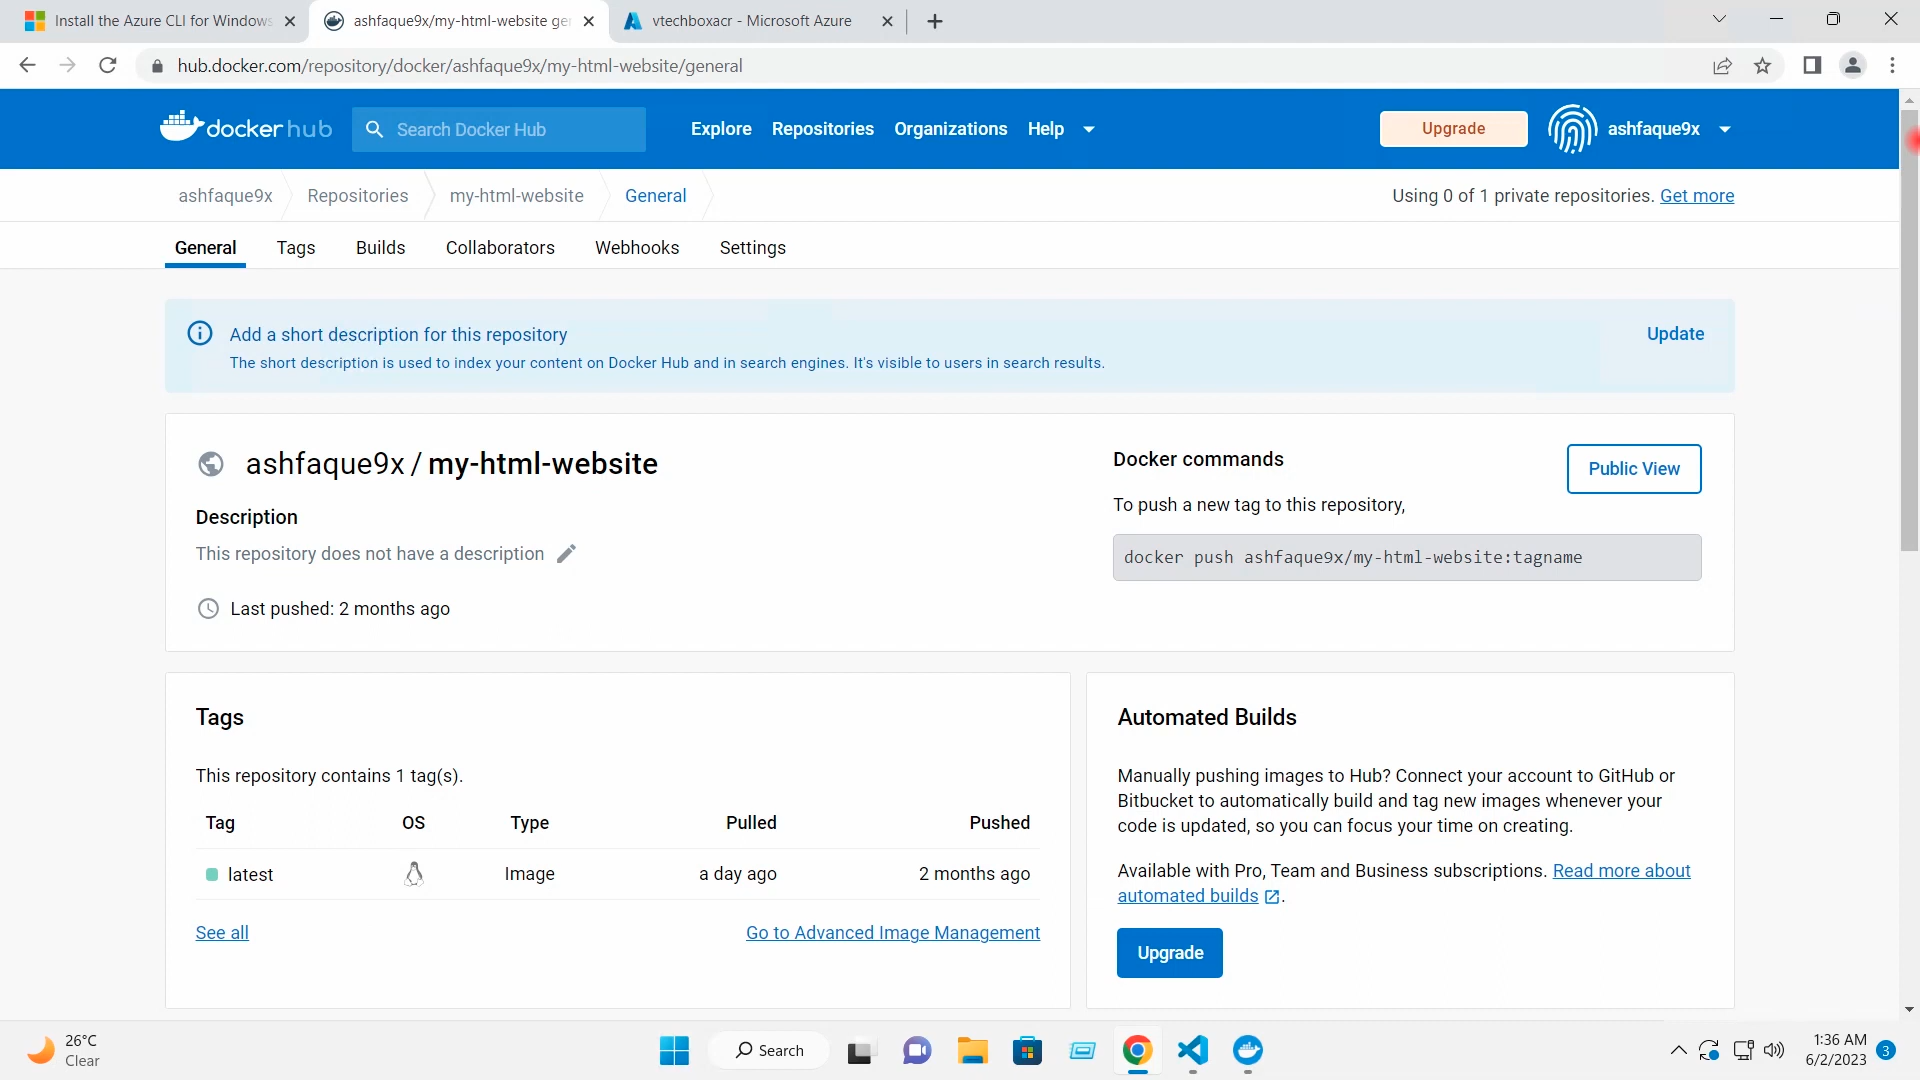 Install the Azure CLI for Windows
ashfaque9x/my-html-website ge
vtechboxacr - Microsoft Azure
hub.docker.com/repository/docker/ashfaque9x/my-html-website/general
docker hub
Search Docker Hub
Explore
Repositories
Organizations
Help
Upgrade
ashfaque9x
ashfaque9x
Repositories
my-html-website
General
Using 0 of 1 private repositories. Get more
General
Tags
Builds
Collaborators
Webhooks
Settings
Add a short description for this repository
Update
The short description is used to index your content on Docker Hub and in search engines. It's visible to users in search results.
ashfaque9x / my-html-website
Description
This repository does not have a description
Last pushed: 2 months ago
Docker commands
Public View
To push a new tag to this repository,
docker push ashfaque9x/my-html-website:tagname
Tags
This repository contains 1 tag(s).
Tag OS Type Pulled Pushed
latest Image a day ago 2 months ago
See all
Go to Advanced Image Management
Automated Builds
Manually pushing images to Hub? Connect your account to GitHub or
Bitbucket to automatically build and tag new images whenever your
code is updated, so you can focus your time on creating.
Available with Pro, Team and Business subscriptions. Read more about
automated builds.
Upgrade
26°C
Clear
Search
1:36 AM
6/2/2023
3